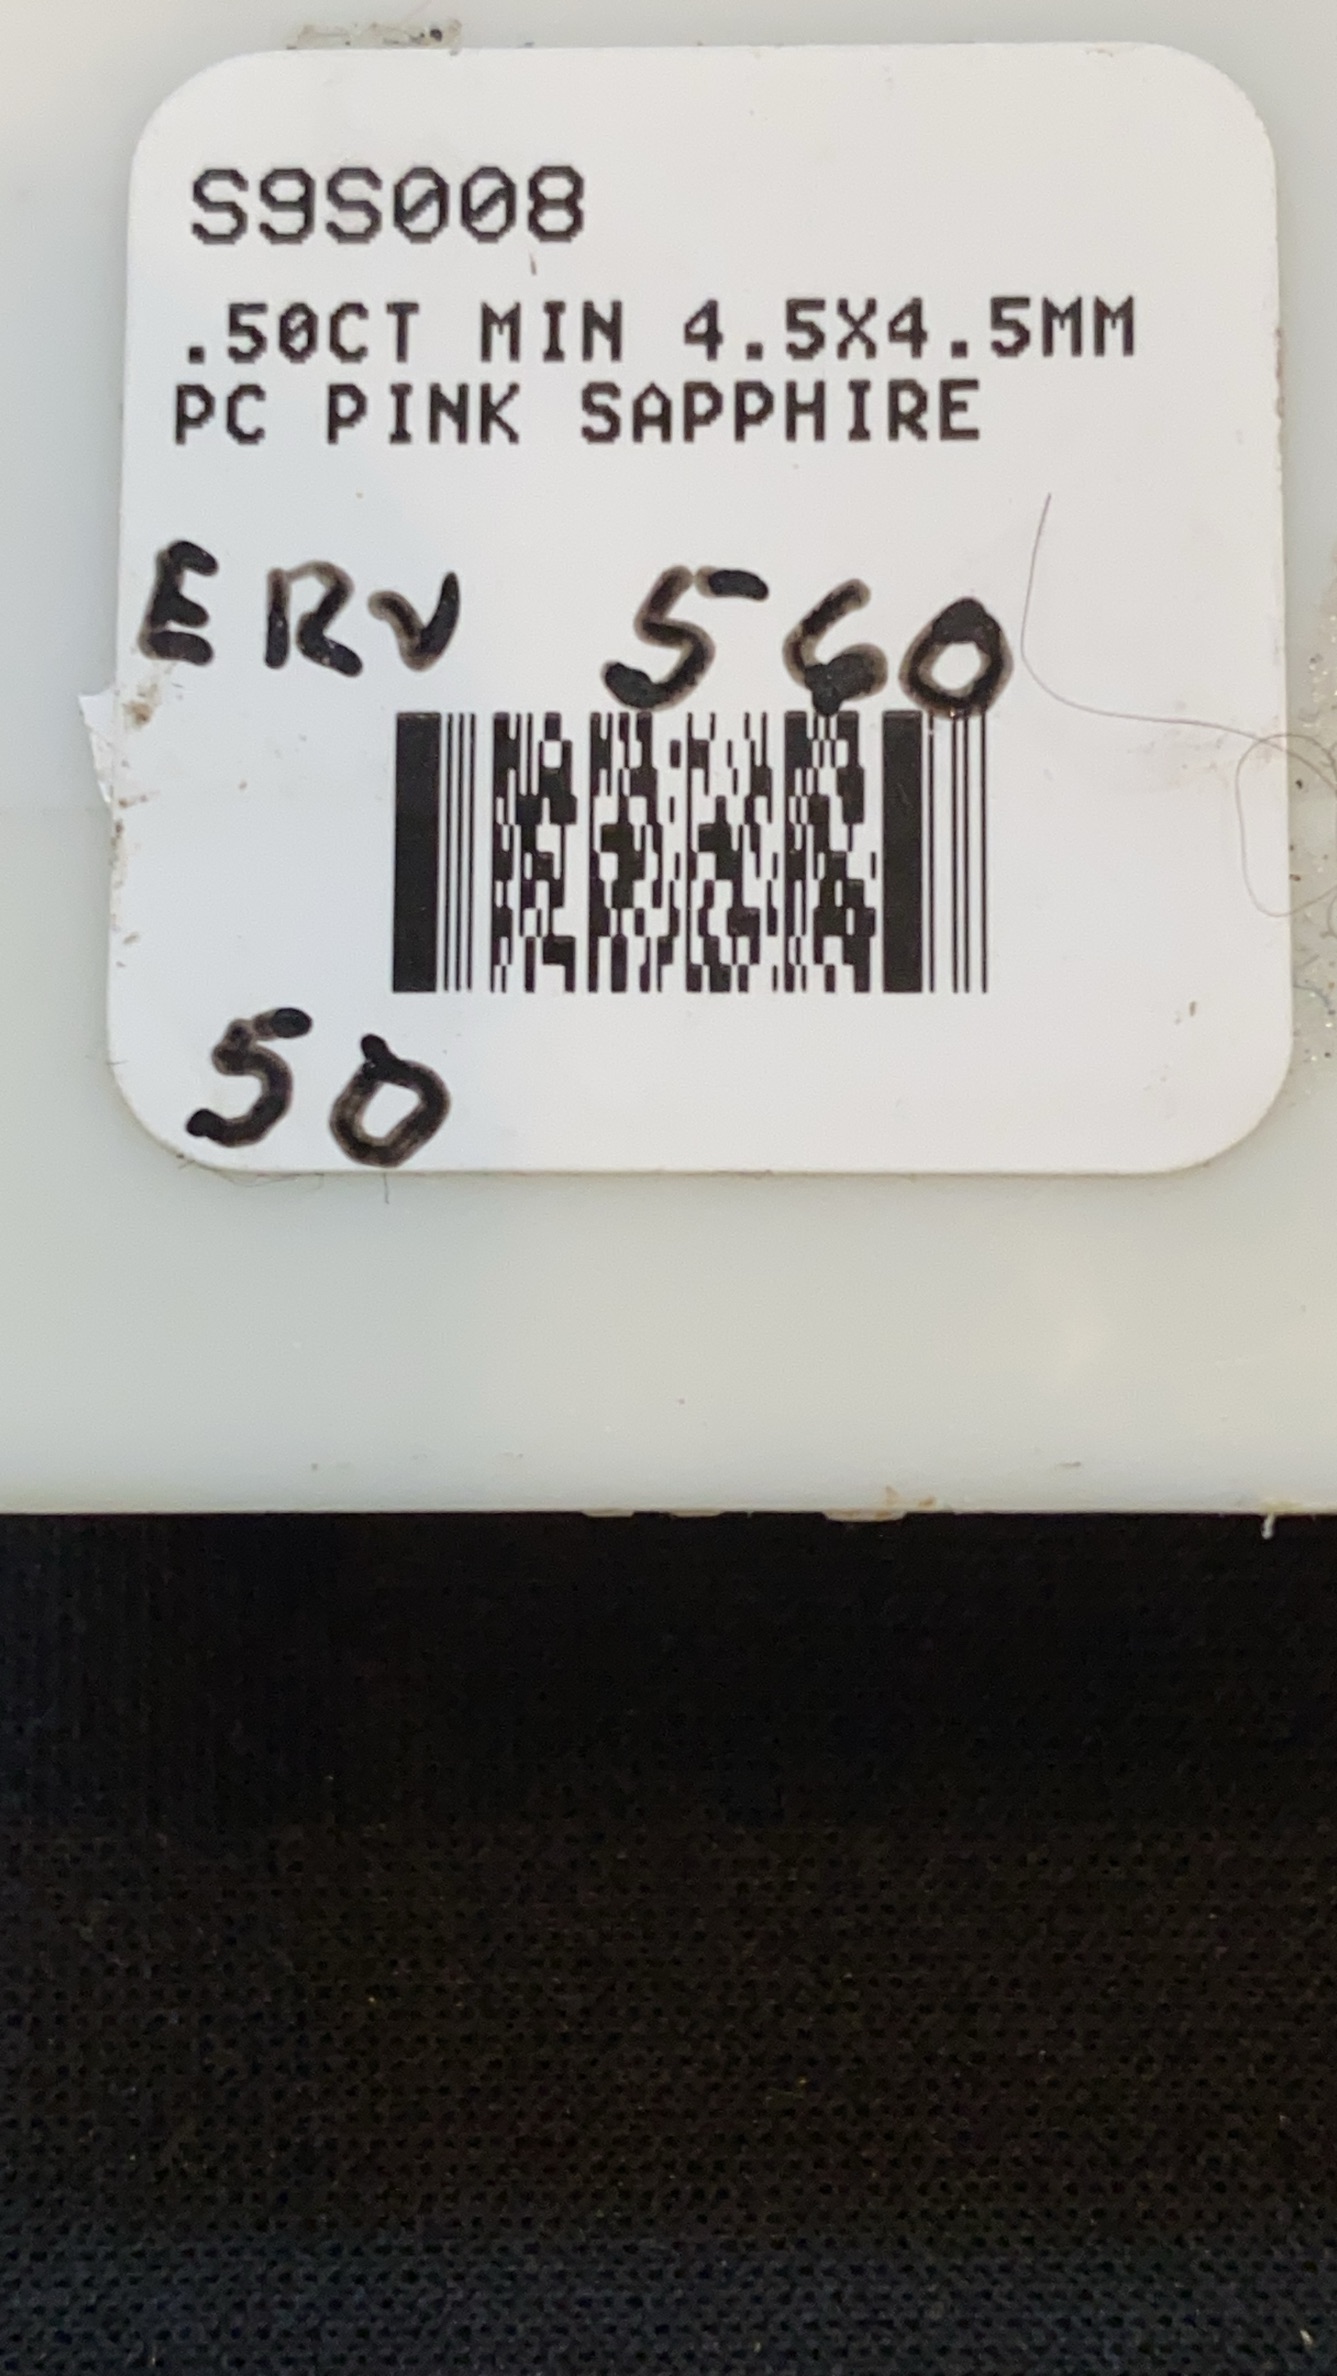 S9S008
.50CT MIN 4.5X4.5MM
PC PINK SAPPHIRE
ERV 560
50